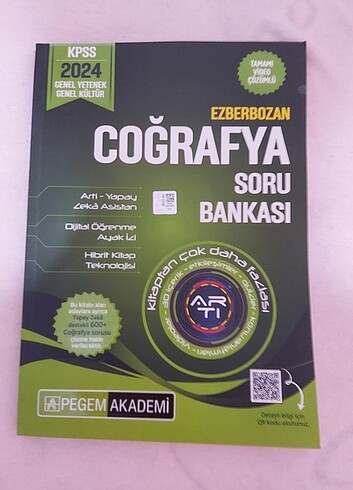 KPSS
2024
GENEL YETENEK
GENEL KÜLTÜR
TAMAMI
VİDEO
ÇÖZÜMLÜ
EZBERBOZAN
COĞRAFYA
SORU
BANKASI
Artı - Yapay
Zekâ Asistan
Dijital Öğrenme
Ayak İzi
Hibrit Kitap
Teknolojisi
kitaptan çok daha fazlası
ARTI
Bu kitabı alan
adaylara ayrıca
Yapay Zekâ
destekli 600+
Coğrafya sorusu
çözme hakkı
verilecektir.
PEGEM AKADEMİ
Detaylı bilgi için
QR kodu okutunuz.